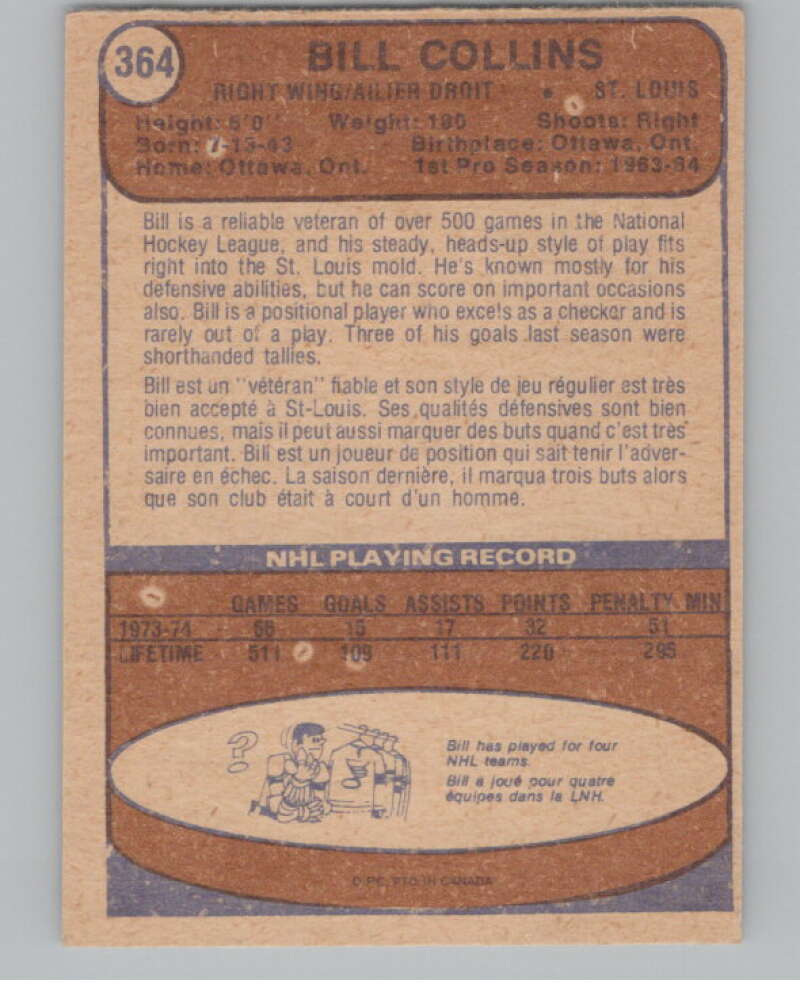 364
BILL COLLINS
RIGHT WING/AILIER DROIT • ST. LOUIS
Height: 6'0" Weight: 190 Shoots: Right
Born: 7-13-43 Birthplace: Ottawa, Ont.
Home: Ottawa, Ont. 1st Pro Season: 1963-64
Bill is a reliable veteran of over 500 games in the National
Hockey League, and his steady, heads-up style of play fits
right into the St. Louis mold. He's known mostly for his
defensive abilities, but he can score on important occasions
also. Bill is a positional player who excels as a checker and is
rarely out of a play. Three of his goals last season were
shorthanded tallies.
Bill est un "vétéran" fiable et son style de jeu régulier est très
bien accepté à St-Louis. Ses qualités défensives sont bien
connues, mais il peut aussi marquer des buts quand c'est très
important. Bill est un joueur de position qui sait tenir l'adver-
saire en échec. La saison dernière, il marqua trois buts alors
que son club était à court d'un homme.
NHL PLAYING RECORD
GAMES GOALS ASSISTS POINTS PENALTY MIN
1973-74 66 15 17 32 51
LIFETIME 511 109 111 220 295
?
Bill has played for four
NHL teams.
Bill a joué pour quatre
équipes dans la LNH.
O.P.C. PTD. IN CANADA